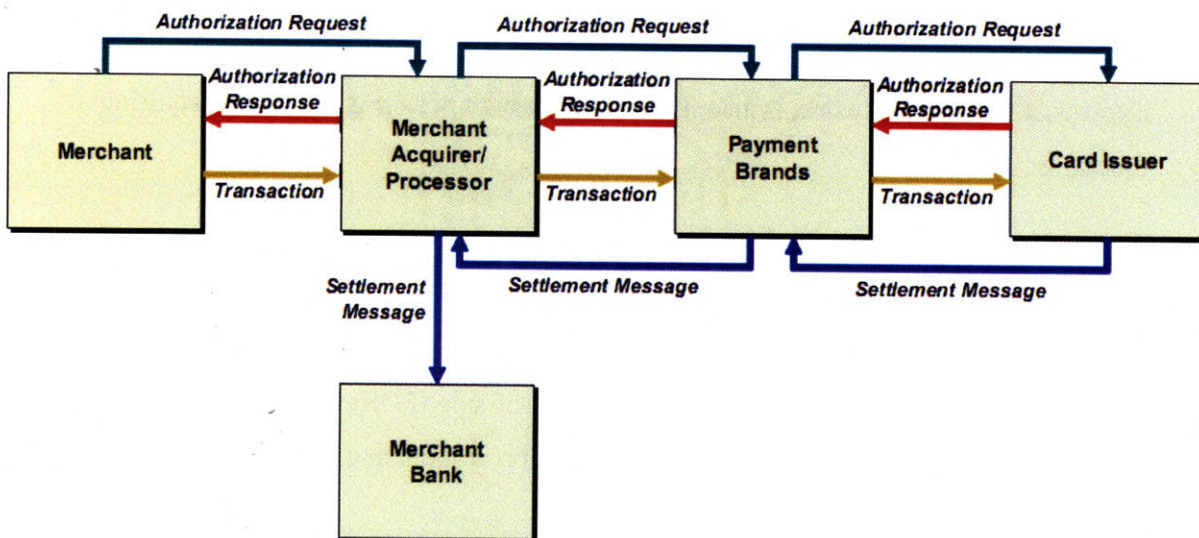 Authorization Request
Authorization Request
Authorization Request
Authorization
Response
Authorization
Response
Authorization
Response
Merchant
Merchant
Acquirer/
Processor
Payment
Brands
Card Issuer
Transaction
Transaction
Transaction
Settlement
Message
Settlement Message
Settlement Message
Merchant
Bank